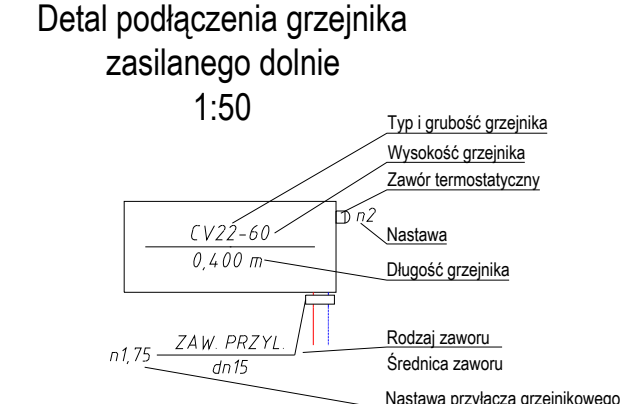 Detal podłączenia grzejnika
zasilanego dolnie
1:50
Typ i grubość grzejnika
Wysokość grzejnika
Zawór termostatyczny
CV22-60
n2
Nastawa
0,400 m
Długość grzejnika
Rodzaj zaworu
ZAW. PRZYŁ.
n1,75
dn15
Średnica zaworu
Nastawa przyłącza grzejnikowego